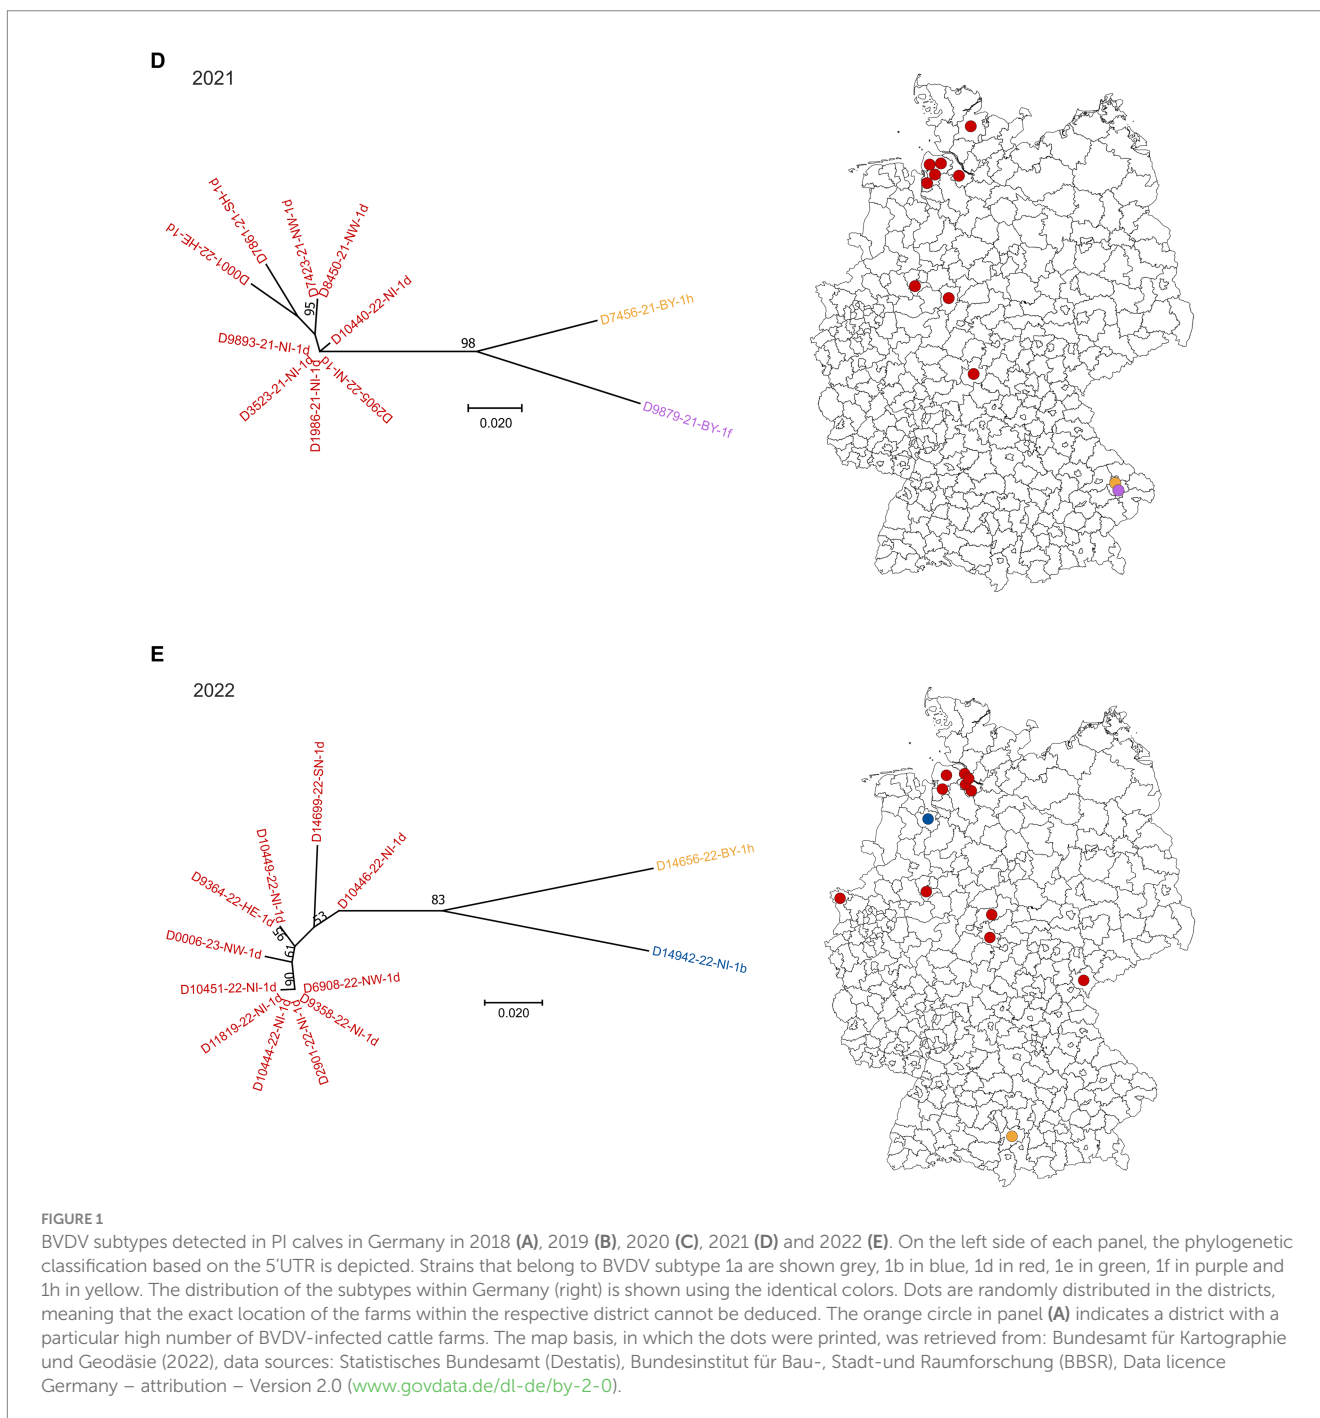 D
2021
D7861-21-SH-1d
D0001-22-HE-1d
D7423-21-NW-1d
D8450-21-NW-1d
95
D10440-22-NI-1d
D9893-21-NI-1d
D3523-21-NI-1d
D1986-21-NI-1d
D2905-22-NI-1d
98
D7456-21-BY-1h
D9879-21-BY-1f
0.020
E
2022
D14699-22-SN-1d
D10449-22-NI-1d
D10446-22-NI-1d
D9364-22-HE-1d
53
95
D0006-23-NW-1d
61
90
D10451-22-NI-1d
D6908-22-NW-1d
D11819-22-NI-1d
D9358-22-NI-1d
D10444-22-NI-1d
D2901-22-NI-1d
83
D14656-22-BY-1h
D14942-22-NI-1b
0.020
FIGURE 1
BVDV subtypes detected in PI calves in Germany in 2018 (A), 2019 (B), 2020 (C), 2021 (D) and 2022 (E). On the left side of each panel, the phylogenetic
classification based on the 5'UTR is depicted. Strains that belong to BVDV subtype 1a are shown grey, 1b in blue, 1d in red, 1e in green, 1f in purple and
1h in yellow. The distribution of the subtypes within Germany (right) is shown using the identical colors. Dots are randomly distributed in the districts,
meaning that the exact location of the farms within the respective district cannot be deduced. The orange circle in panel (A) indicates a district with a
particular high number of BVDV-infected cattle farms. The map basis, in which the dots were printed, was retrieved from: Bundesamt für Kartographie
und Geodäsie (2022), data sources: Statistisches Bundesamt (Destatis), Bundesinstitut für Bau-, Stadt-und Raumforschung (BBSR), Data licence
Germany – attribution – Version 2.0 (www.govdata.de/dl-de/by-2-0).